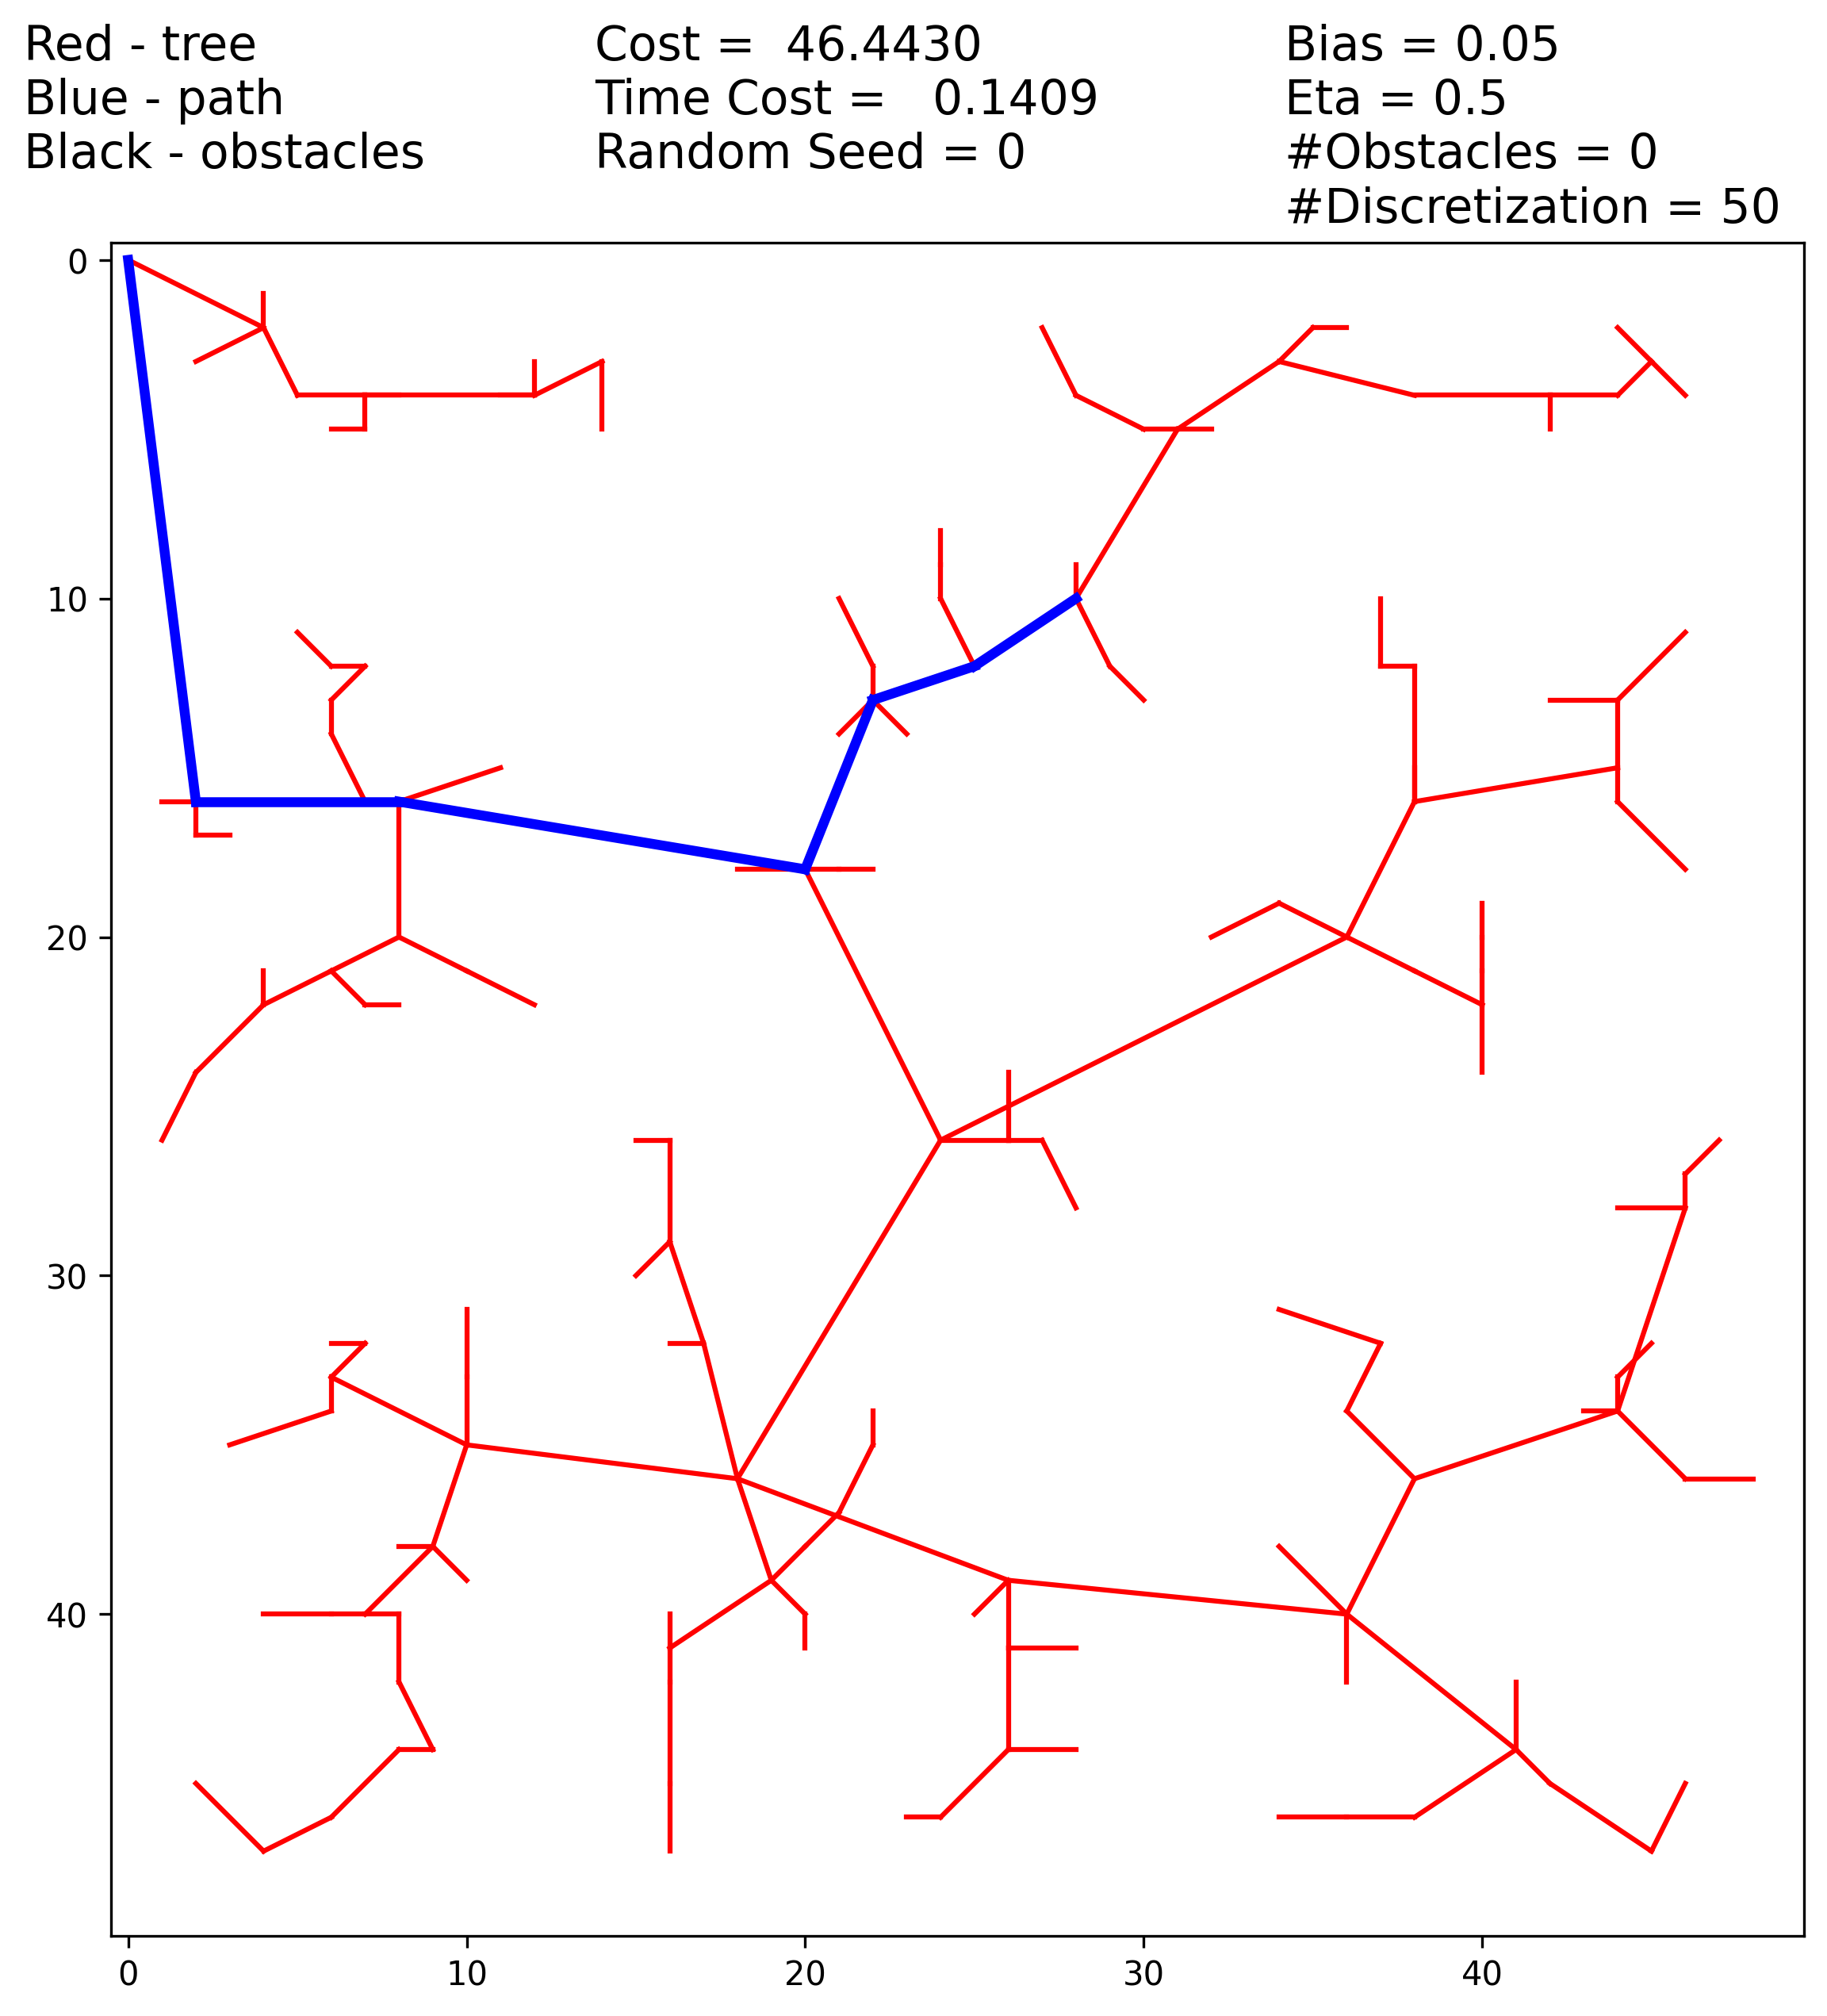 Red - tree
Blue - path
Black - obstacles
Cost = 46.4430
Time Cost = 0.1409
Random Seed = 0
Bias = 0.05
Eta = 0.5
#Obstacles = 0
#Discretization = 50
0
10
20
30
40
0
10
20
30
40